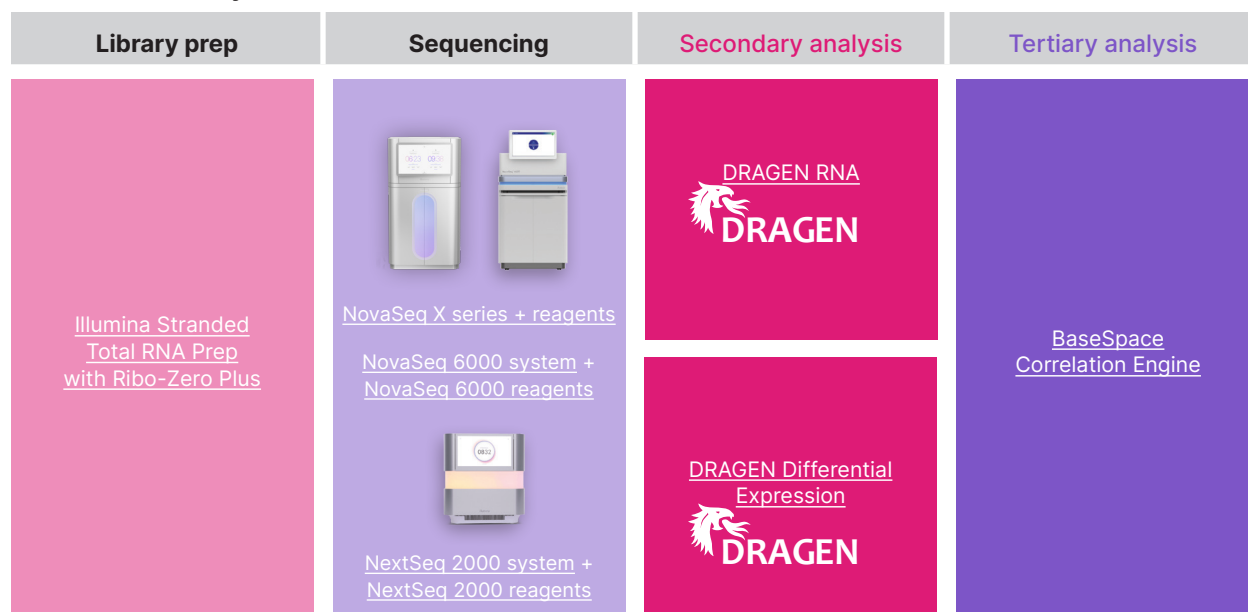 Library prep
Sequencing
Secondary analysis
Tertiary analysis
Illumina Stranded
Total RNA Prep
with Ribo-Zero Plus
NovaSeq X series + reagents
NovaSeq 6000 system +
NovaSeq 6000 reagents
NextSeq 2000 system +
NextSeq 2000 reagents
DRAGEN RNA
DRAGEN
DRAGEN Differential
Expression
DRAGEN
BaseSpace
Correlation Engine